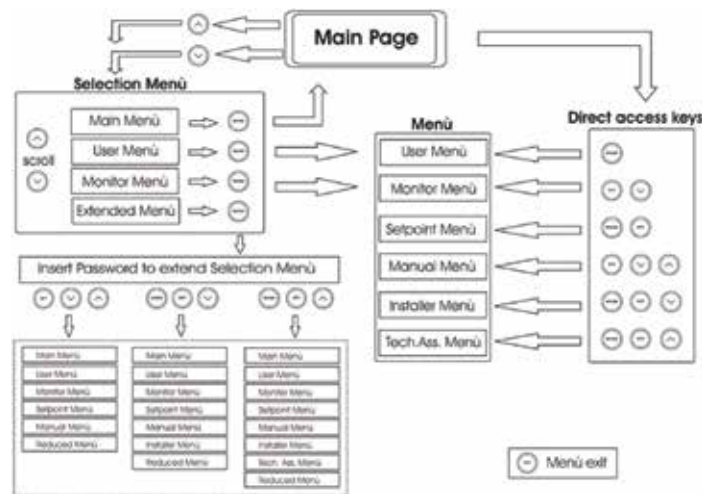 Main Page
Selection Menù
Main Menù
User Menù
Monitor Menù
Extended Menù
scroll
Menù
User Menù
Monitor Menù
Setpoint Menù
Manual Menù
Installer Menù
Tech.Ass. Menù
Direct access keys
Insert Password to extend Selection Menù
Main Menù
User Menù
Monitor Menù
Setpoint Menù
Manual Menù
Reduced Menù
Main Menù
User Menù
Monitor Menù
Setpoint Menù
Manual Menù
Installer Menù
Reduced Menù
Main Menù
User Menù
Monitor Menù
Setpoint Menù
Manual Menù
Installer Menù
Tech. Ass. Menù
Reduced Menù
Menù exit